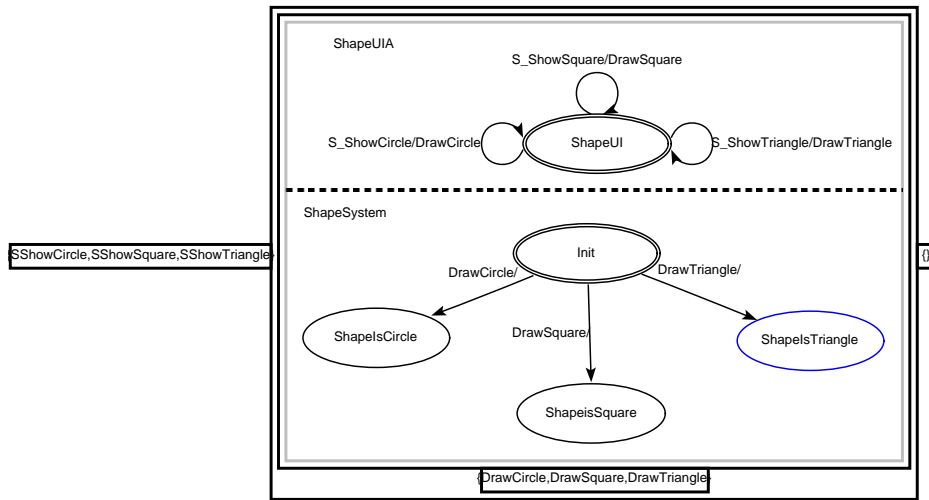 ShapeUIA
S_ShowSquare/DrawSquare
S_ShowCircle/DrawCircle
ShapeUI
S_ShowTriangle/DrawTriangle
ShapeSystem
{SShowCircle,SShowSquare,SShowTriangle}
Init
{}
DrawCircle/
DrawTriangle/
DrawSquare/
ShapeIsCircle
ShapeIsTriangle
ShapeisSquare
{DrawCircle,DrawSquare,DrawTriangle}